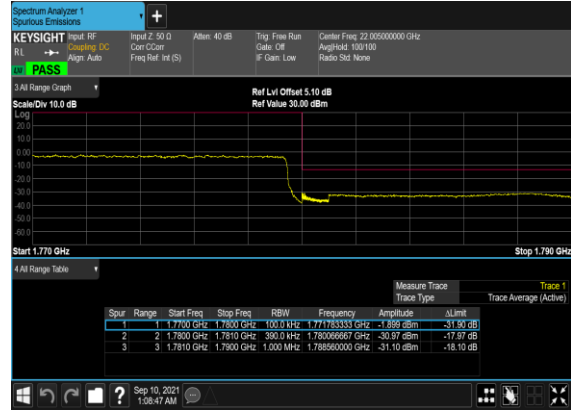 Spectrum Analyzer 1
Spurious Emissions
KEYSIGHT Input: RF Input Z: 50 Ω Atten: 40 dB Trig: Free Run Center Freq: 22.005000000 GHz
RL Coupling: DC Corr CCorr Gate: Off Avg|Hold: 100/100
Align: Auto Freq Ref: Int (S) IF Gain: Low Radio Std: None
LM PASS
3 All Range Graph
Ref Lvl Offset 5.10 dB
Scale/Div 10.0 dB Ref Value 30.00 dBm
Log
20.0
10.0
0.00
-10.0
-20.0
-30.0
-40.0
-50.0
-60.0
Start 1.770 GHz Stop 1.790 GHz
4 All Range Table
Measure Trace Trace 1
Trace Type Trace Average (Active)
Spur Range Start Freq Stop Freq RBW Frequency Amplitude ΔLimit
1 1 1.7700 GHz 1.7800 GHz 100.0 kHz 1.771783333 GHz -1.899 dBm -31.90 dB
2 2 1.7800 GHz 1.7810 GHz 390.0 kHz 1.780066667 GHz -30.97 dBm -17.97 dB
3 3 1.7810 GHz 1.7900 GHz 1.000 MHz 1.788560000 GHz -31.10 dBm -18.10 dB
Sep 10, 2021
1:08:47 AM